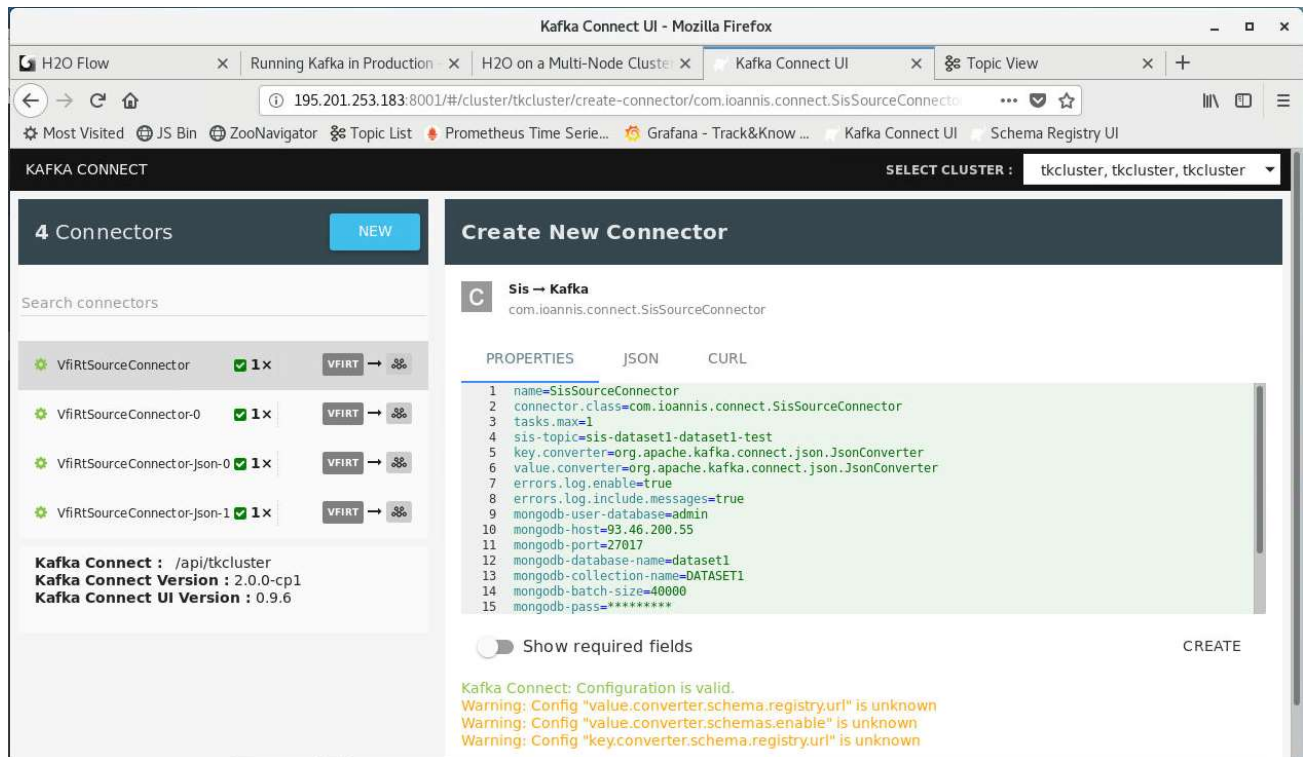 Kafka Connect UI - Mozilla Firefox
H2O Flow
Running Kafka in Production
H2O on a Multi-Node Cluste
Kafka Connect UI
Topic View
195.201.253.183:8001/#/cluster/tkcluster/create-connector/com.ioannis.connect.SisSourceConnecto
Most Visited JS Bin ZooNavigator Topic List Prometheus Time Serie... Grafana - Track&Know ... Kafka Connect UI Schema Registry UI
KAFKA CONNECT
SELECT CLUSTER : tkcluster, tkcluster, tkcluster
4 Connectors
NEW
Search connectors
VfiRtSourceConnector 1× VFIRT →
VfiRtSourceConnector-0 1× VFIRT →
VfiRtSourceConnector-Json-0 1× VFIRT →
VfiRtSourceConnector-Json-1 1× VFIRT →
Kafka Connect : /api/tkcluster
Kafka Connect Version : 2.0.0-cp1
Kafka Connect UI Version : 0.9.6
Create New Connector
C
Sis → Kafka
com.ioannis.connect.SisSourceConnector
PROPERTIES JSON CURL
1 name=SisSourceConnector
2 connector.class=com.ioannis.connect.SisSourceConnector
3 tasks.max=1
4 sis-topic=sis-dataset1-dataset1-test
5 key.converter=org.apache.kafka.connect.json.JsonConverter
6 value.converter=org.apache.kafka.connect.json.JsonConverter
7 errors.log.enable=true
8 errors.log.include.messages=true
9 mongodb-user-database=admin
10 mongodb-host=93.46.200.55
11 mongodb-port=27017
12 mongodb-database-name=dataset1
13 mongodb-collection-name=DATASET1
14 mongodb-batch-size=40000
15 mongodb-pass=*********
Show required fields
CREATE
Kafka Connect: Configuration is valid.
Warning: Config "value.converter.schema.registry.url" is unknown
Warning: Config "value.converter.schemas.enable" is unknown
Warning: Config "key.converter.schema.registry.url" is unknown